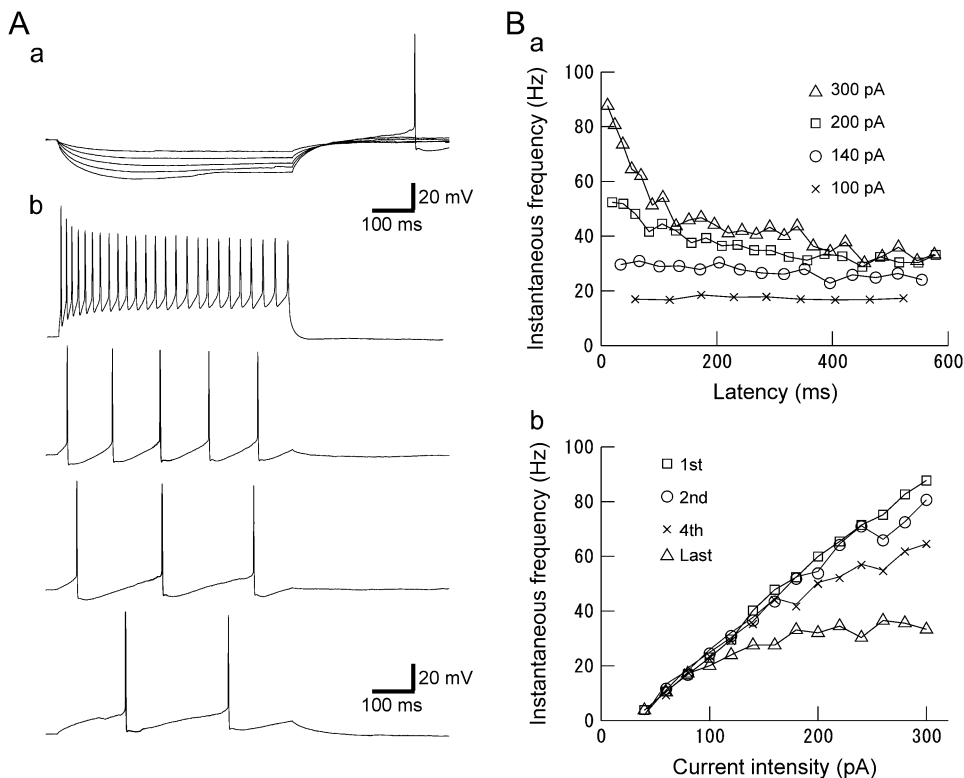 A
a
20 mV
100 ms
b
20 mV
100 ms
B
a
Instantaneous frequency (Hz)
100
80
60
40
20
0
0
200
400
600
Latency (ms)
300 pA
200 pA
140 pA
100 pA
b
Instantaneous frequency (Hz)
100
80
60
40
20
0
0
100
200
300
Current intensity (pA)
1st
2nd
4th
Last